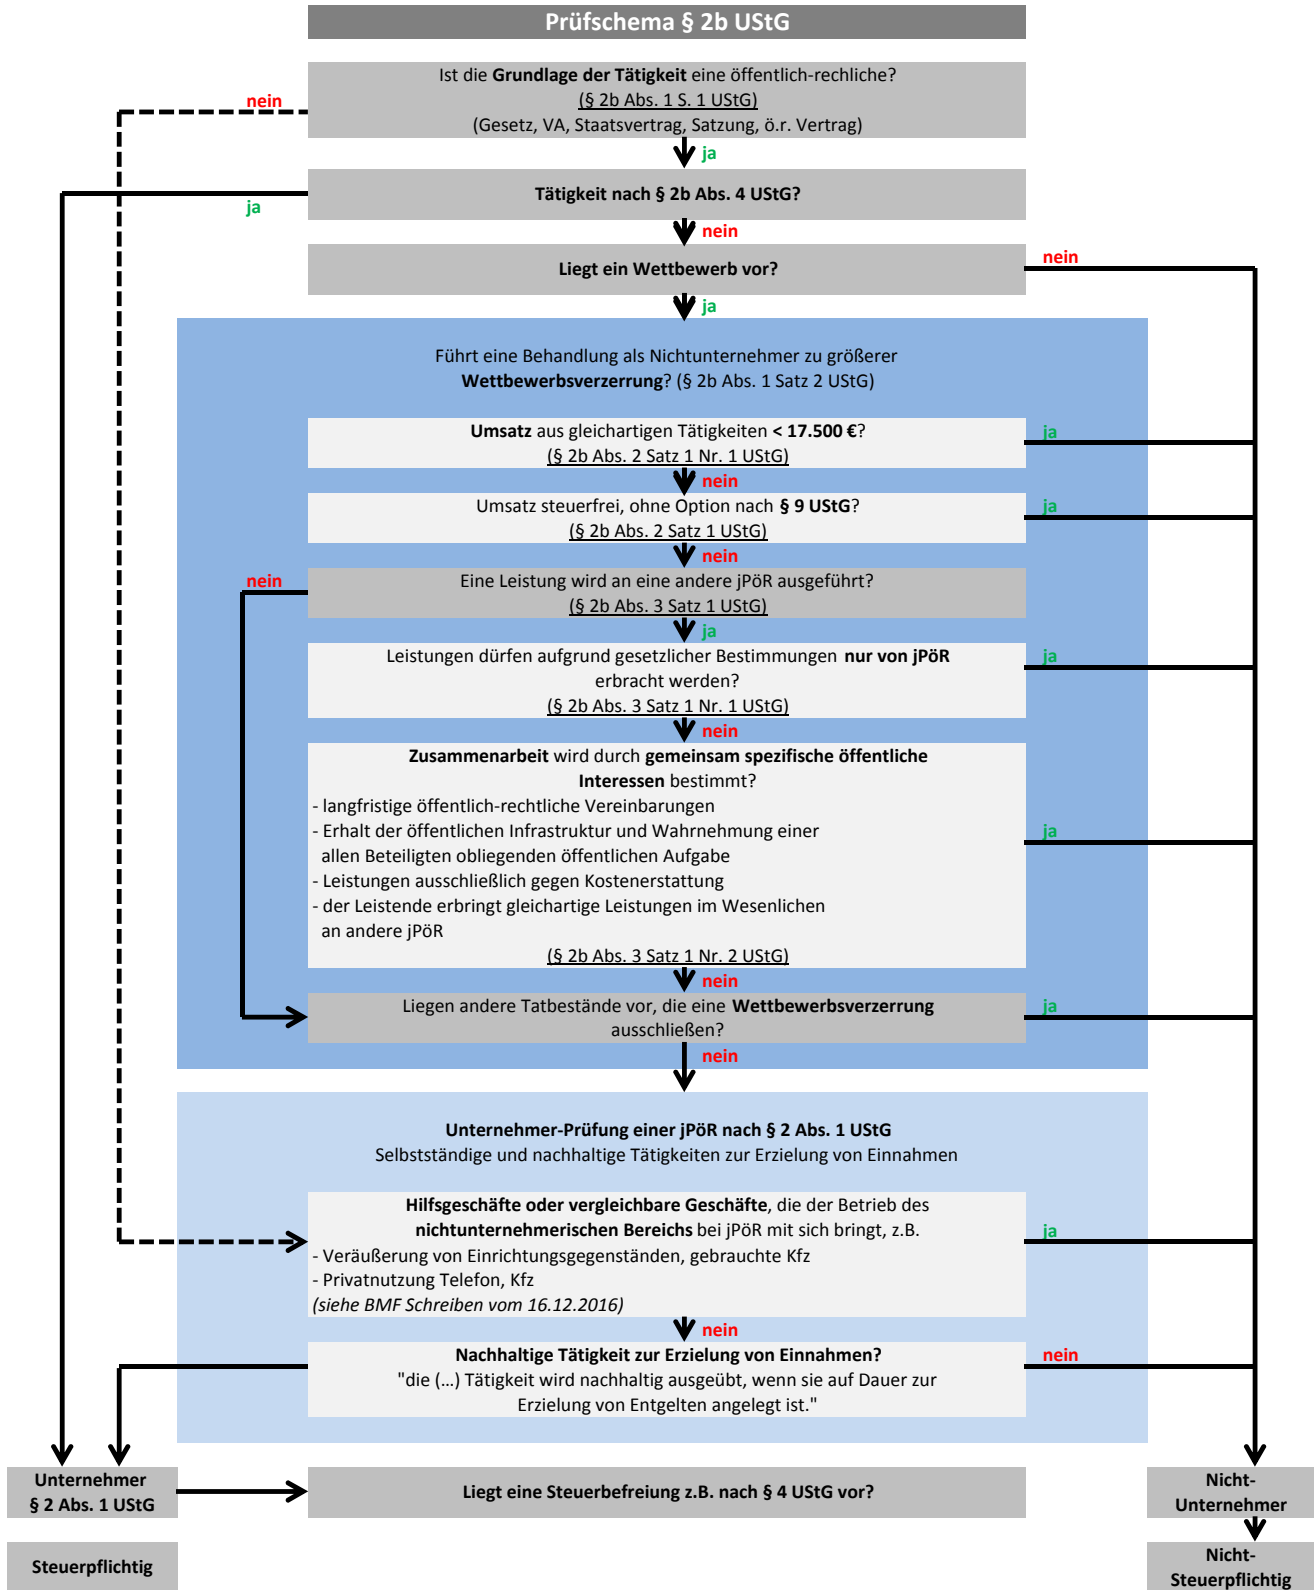 Prüfschema § 2b UStG
Ist die Grundlage der Tätigkeit eine öffentlich-rechliche?
(§ 2b Abs. 1 S. 1 UStG)
(Gesetz, VA, Staatsvertrag, Satzung, ö.r. Vertrag)
nein
ja
Tätigkeit nach § 2b Abs. 4 UStG?
ja
nein
Liegt ein Wettbewerb vor?
nein
ja
Führt eine Behandlung als Nichtunternehmer zu größerer
Wettbewerbsverzerrung? (§ 2b Abs. 1 Satz 2 UStG)
Umsatz aus gleichartigen Tätigkeiten < 17.500 €?
(§ 2b Abs. 2 Satz 1 Nr. 1 UStG)
ja
nein
Umsatz steuerfrei, ohne Option nach § 9 UStG?
(§ 2b Abs. 2 Satz 1 UStG)
ja
nein
Eine Leistung wird an eine andere jPöR ausgeführt?
(§ 2b Abs. 3 Satz 1 UStG)
nein
ja
Leistungen dürfen aufgrund gesetzlicher Bestimmungen nur von jPöR
erbracht werden?
(§ 2b Abs. 3 Satz 1 Nr. 1 UStG)
ja
nein
Zusammenarbeit wird durch gemeinsam spezifische öffentliche
Interessen bestimmt?
- langfristige öffentlich-rechtliche Vereinbarungen
- Erhalt der öffentlichen Infrastruktur und Wahrnehmung einer
allen Beteiligten obliegenden öffentlichen Aufgabe
- Leistungen ausschließlich gegen Kostenerstattung
- der Leistende erbringt gleichartige Leistungen im Wesenlichen
an andere jPöR
(§ 2b Abs. 3 Satz 1 Nr. 2 UStG)
ja
nein
Liegen andere Tatbestände vor, die eine Wettbewerbsverzerrung
ausschließen?
ja
nein
Unternehmer-Prüfung einer jPöR nach § 2 Abs. 1 UStG
Selbstständige und nachhaltige Tätigkeiten zur Erzielung von Einnahmen
Hilfsgeschäfte oder vergleichbare Geschäfte, die der Betrieb des
nichtunternehmerischen Bereichs bei jPöR mit sich bringt, z.B.
- Veräußerung von Einrichtungsgegenständen, gebrauchte Kfz
- Privatnutzung Telefon, Kfz
(siehe BMF Schreiben vom 16.12.2016)
ja
nein
Nachhaltige Tätigkeit zur Erzielung von Einnahmen?
"die (...) Tätigkeit wird nachhaltig ausgeübt, wenn sie auf Dauer zur
Erzielung von Entgelten angelegt ist."
nein
Unternehmer
§ 2 Abs. 1 UStG
Liegt eine Steuerbefreiung z.B. nach § 4 UStG vor?
Nicht-
Unternehmer
Steuerpflichtig
Nicht-
Steuerpflichtig